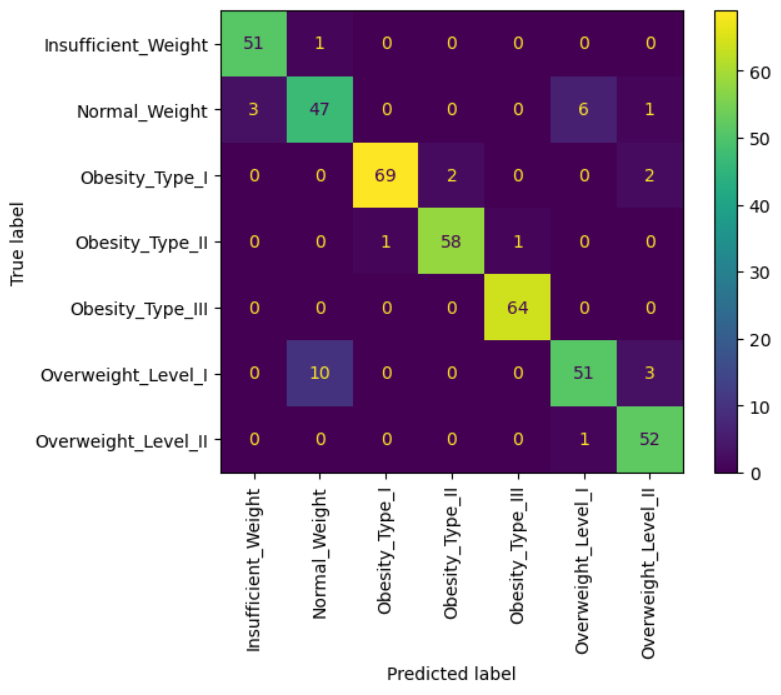 Insufficient_Weight 51 1 0 0 0 0 0
Normal_Weight 3 47 0 0 0 6 1
Obesity_Type_I 0 0 69 2 0 0 2
Obesity_Type_II 0 0 1 58 1 0 0
Obesity_Type_III 0 0 0 0 64 0 0
Overweight_Level_I 0 10 0 0 0 51 3
Overweight_Level_II 0 0 0 0 0 1 52
True label
Insufficient_Weight
Normal_Weight
Obesity_Type_I
Obesity_Type_II
Obesity_Type_III
Overweight_Level_I
Overweight_Level_II
Predicted label
60
50
40
30
20
10
0